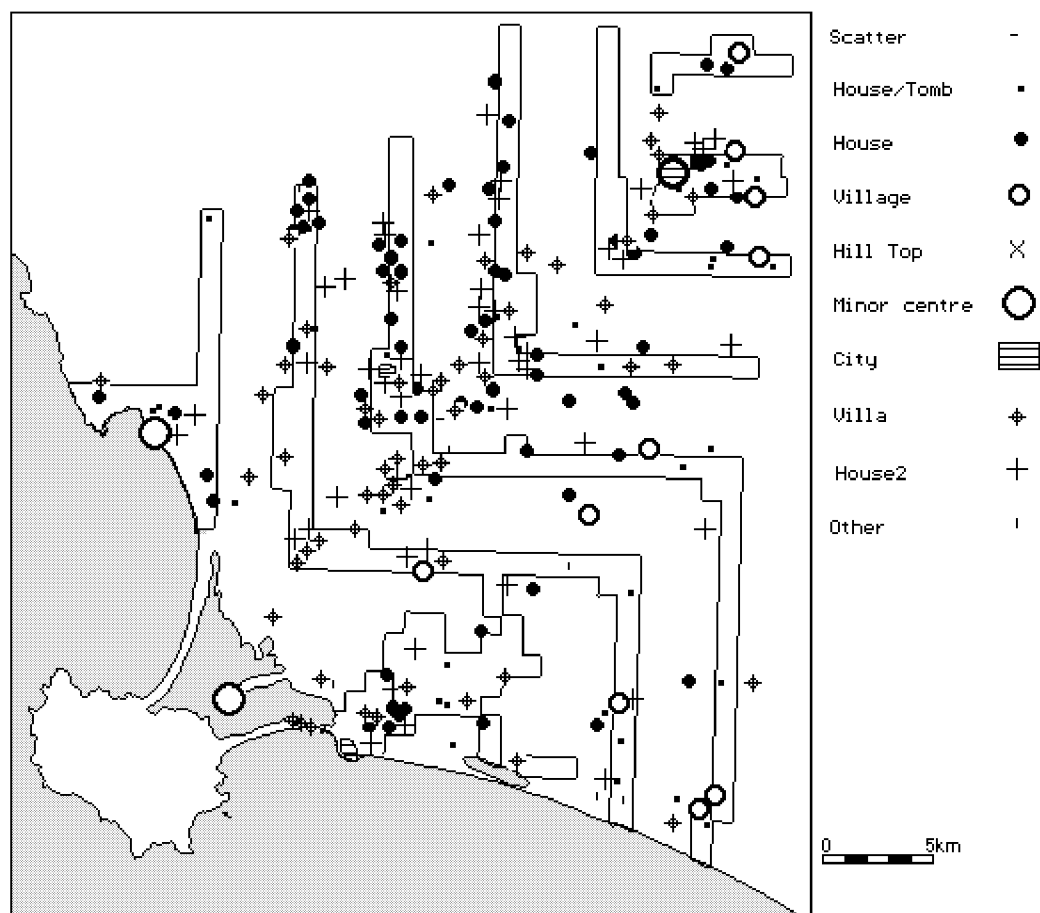 Scatter
House/Tomb
House
Village
Hill Top
Minor centre
City
Villa
House2
Other
0 5km